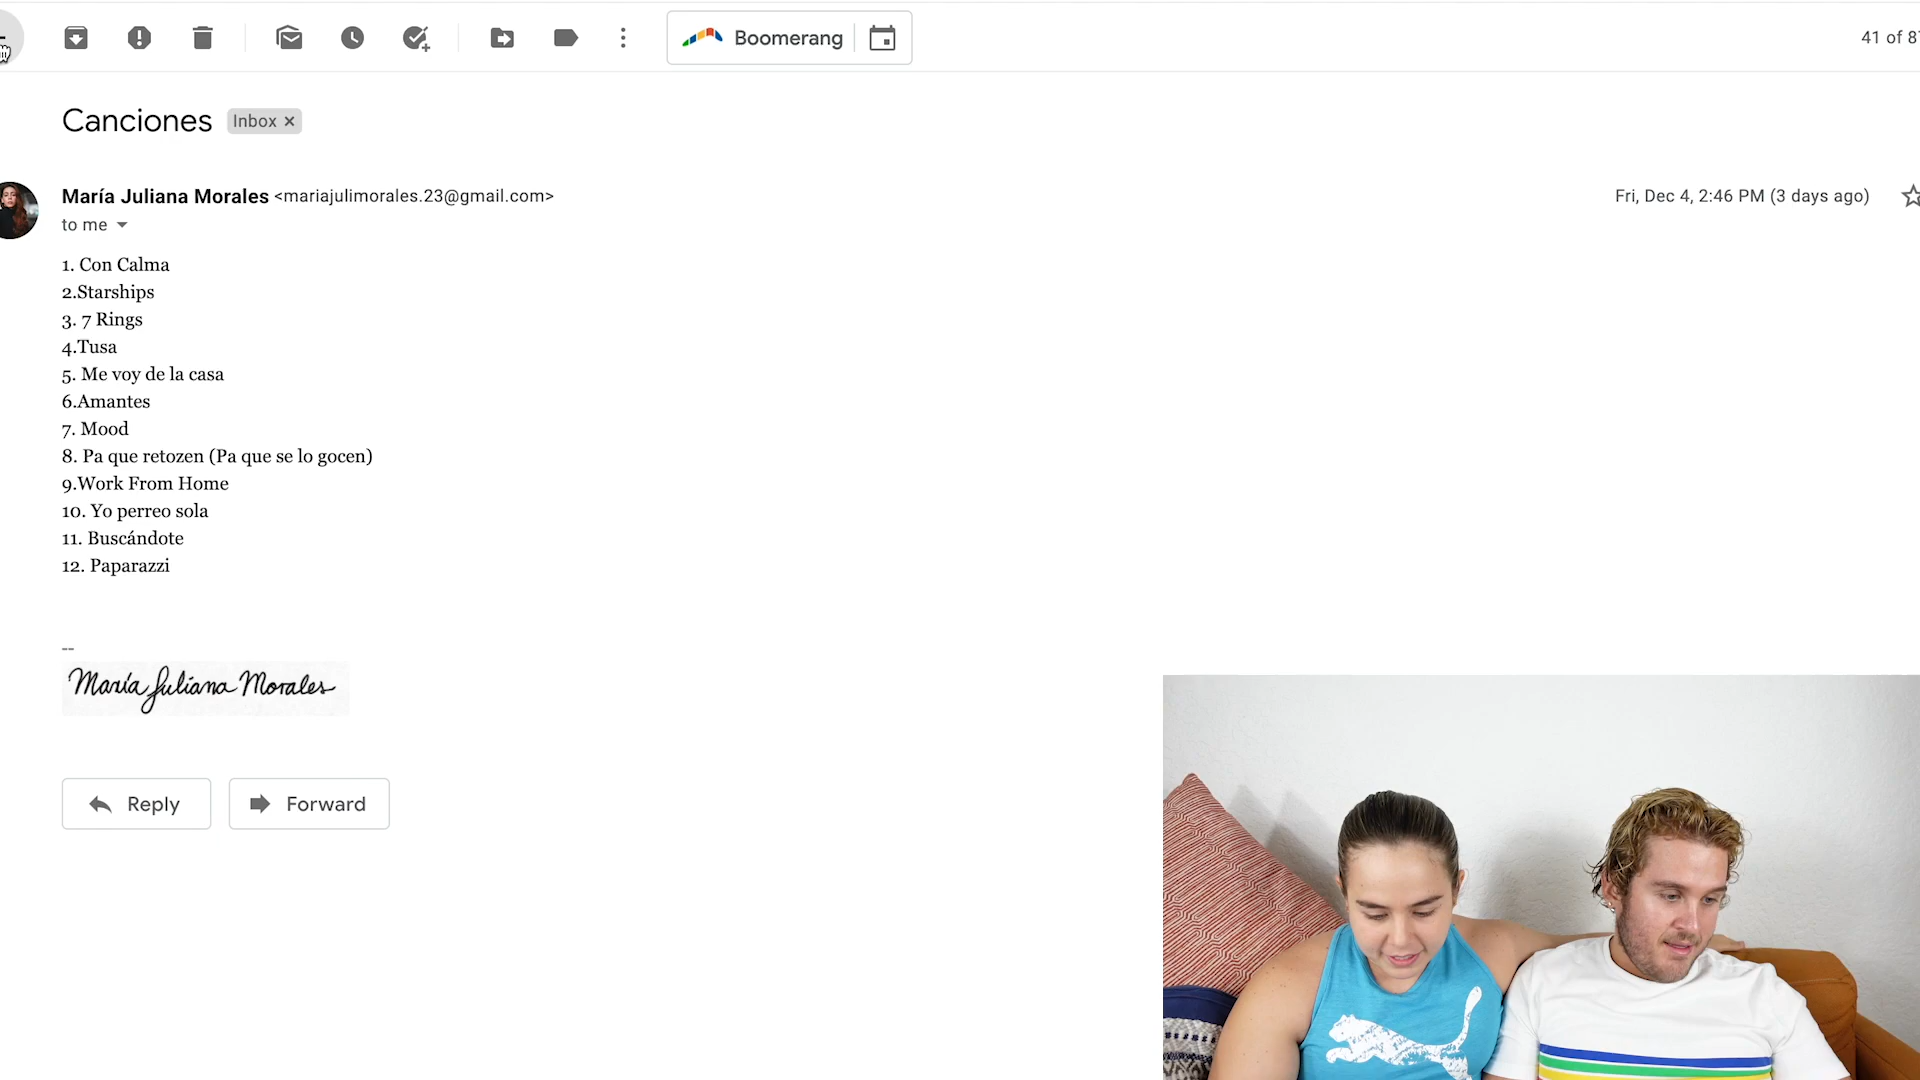 Boomerang
41 of 87
Canciones Inbox ×
María Juliana Morales <mariajulimorales.23@gmail.com>
Fri, Dec 4, 2:46 PM (3 days ago)
to me
1. Con Calma
2.Starships
3. 7 Rings
4.Tusa
5. Me voy de la casa
6.Amantes
7. Mood
8. Pa que retozen (Pa que se lo gocen)
9.Work From Home
10. Yo perreo sola
11. Buscándote
12. Paparazzi
--
María Juliana Morales
Reply
Forward